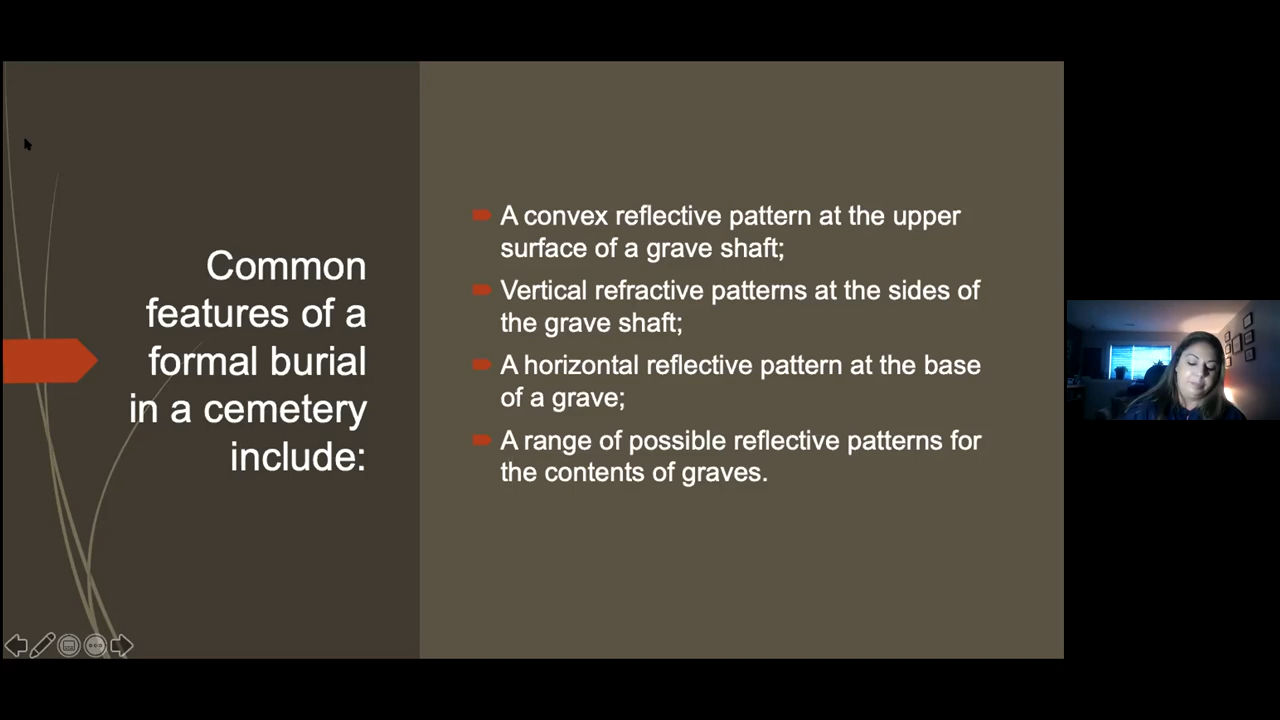 Common
features of a
formal burial
in a cemetery
include:
A convex reflective pattern at the upper
surface of a grave shaft;
Vertical refractive patterns at the sides of
the grave shaft;
A horizontal reflective pattern at the base
of a grave;
A range of possible reflective patterns for
the contents of graves.